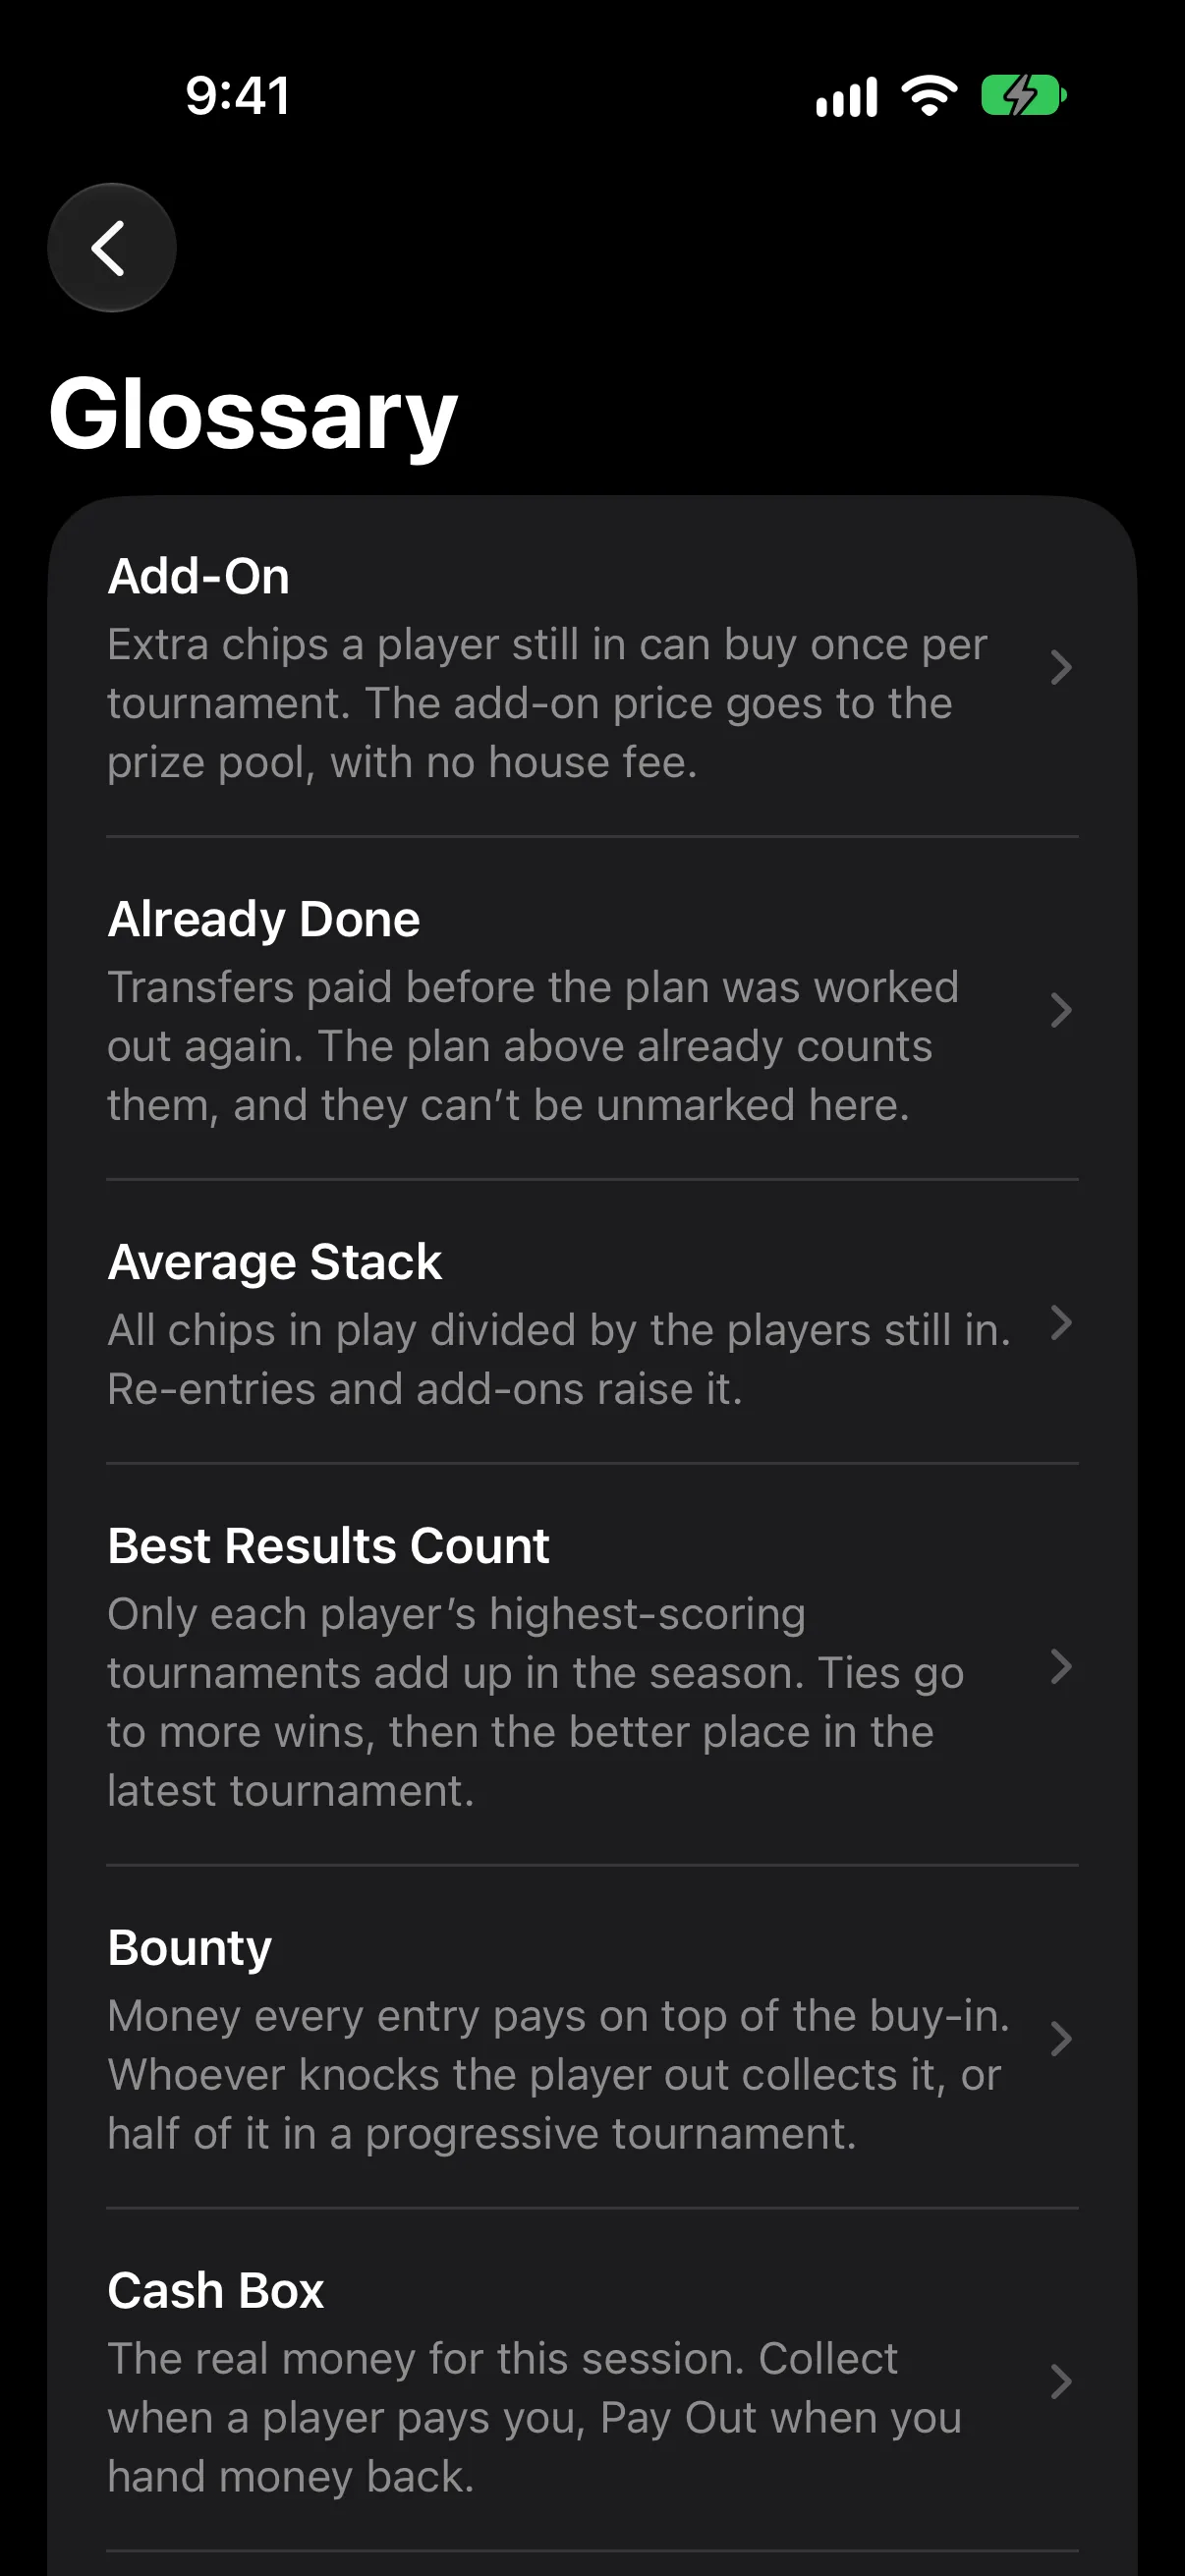 9:41
Glossary
Add-On
Extra chips a player still in can buy once per
tournament. The add-on price goes to the
prize pool, with no house fee.
Already Done
Transfers paid before the plan was worked
out again. The plan above already counts
them, and they can’t be unmarked here.
Average Stack
All chips in play divided by the players still in.
Re-entries and add-ons raise it.
Best Results Count
Only each player’s highest-scoring
tournaments add up in the season. Ties go
to more wins, then the better place in the
latest tournament.
Bounty
Money every entry pays on top of the buy-in.
Whoever knocks the player out collects it, or
half of it in a progressive tournament.
Cash Box
The real money for this session. Collect
when a player pays you, Pay Out when you
hand money back.